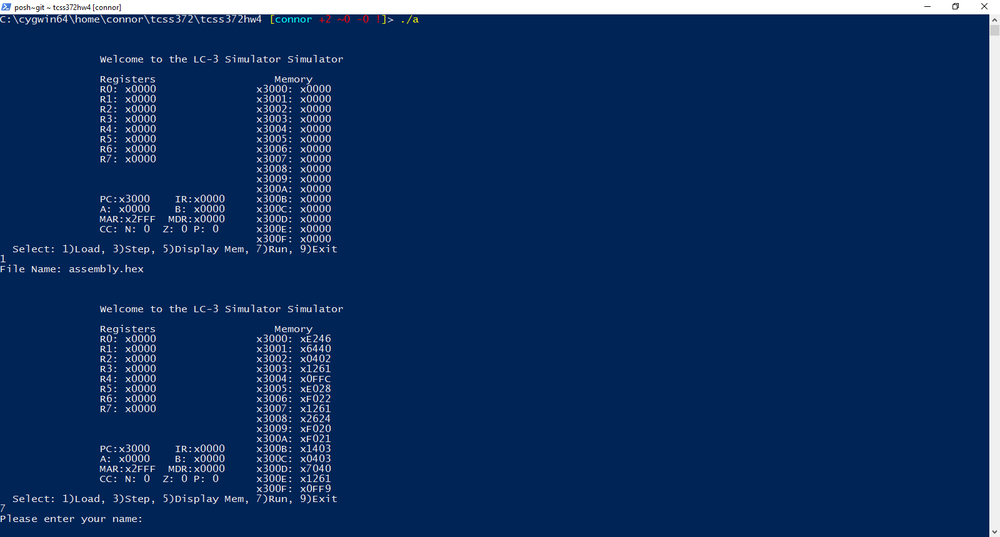 posh~git ~ tcss372hw4 [connor]
C:\cygwin64\home\connor\tcss372\tcss372hw4 [connor +2 ~0 -0 !]> ./a
Welcome to the LC-3 Simulator Simulator
Registers Memory
R0: x0000 x3000: x0000
R1: x0000 x3001: x0000
R2: x0000 x3002: x0000
R3: x0000 x3003: x0000
R4: x0000 x3004: x0000
R5: x0000 x3005: x0000
R6: x0000 x3006: x0000
R7: x0000 x3007: x0000
x3008: x0000
x3009: x0000
x300A: x0000
PC:x3000 IR:x0000 x300B: x0000
A: x0000 B: x0000 x300C: x0000
MAR:x2FFF MDR:x0000 x300D: x0000
CC: N: 0 Z: 0 P: 0 x300E: x0000
x300F: x0000
Select: 1)Load, 3)Step, 5)Display Mem, 7)Run, 9)Exit
1
File Name: assembly.hex
Welcome to the LC-3 Simulator Simulator
Registers Memory
R0: x0000 x3000: xE246
R1: x0000 x3001: x6440
R2: x0000 x3002: x0402
R3: x0000 x3003: x1261
R4: x0000 x3004: x0FFC
R5: x0000 x3005: xE028
R6: x0000 x3006: xF022
R7: x0000 x3007: x1261
x3008: x2624
x3009: xF020
x300A: xF021
PC:x3000 IR:x0000 x300B: x1403
A: x0000 B: x0000 x300C: x0403
MAR:x2FFF MDR:x0000 x300D: x7040
CC: N: 0 Z: 0 P: 0 x300E: x1261
x300F: x0FF9
Select: 1)Load, 3)Step, 5)Display Mem, 7)Run, 9)Exit
7
Please enter your name: